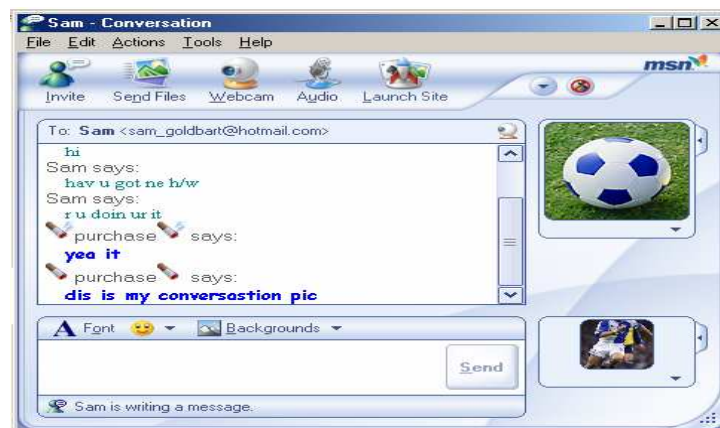 Sam - Conversation
File Edit Actions Tools Help
msn
Invite Send Files Webcam Audio Launch Site
To: Sam <sam_goldbart@hotmail.com>
hi
Sam says:
hav u got ne h/w
Sam says:
r u doin ur it
purchase says:
yea it
purchase says:
dis is my conversastion pic
A Font Backgrounds
Send
Sam is writing a message.